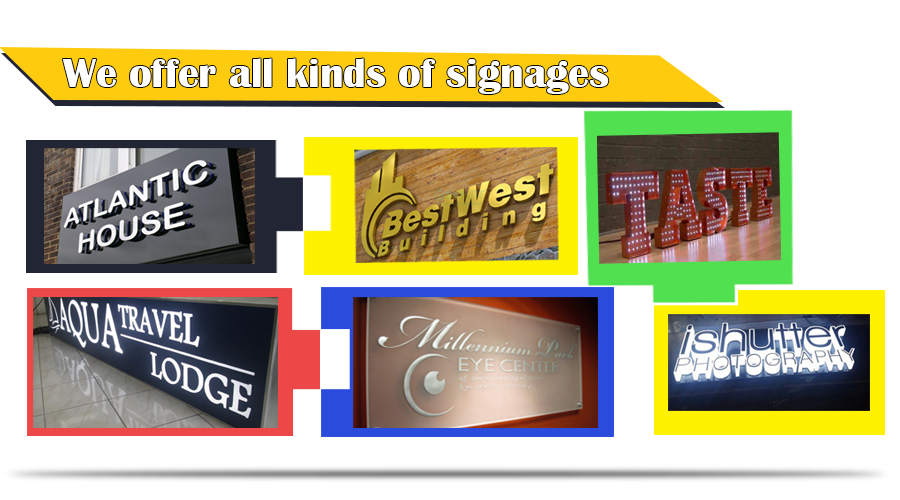 We offer all kinds of signages
ATLANTIC
HOUSE
BestWest
Building
TASTE
AQUA TRAVEL
LODGE
Millennium Park
EYE CENTER
ishutter
PHOTOGRAPHY